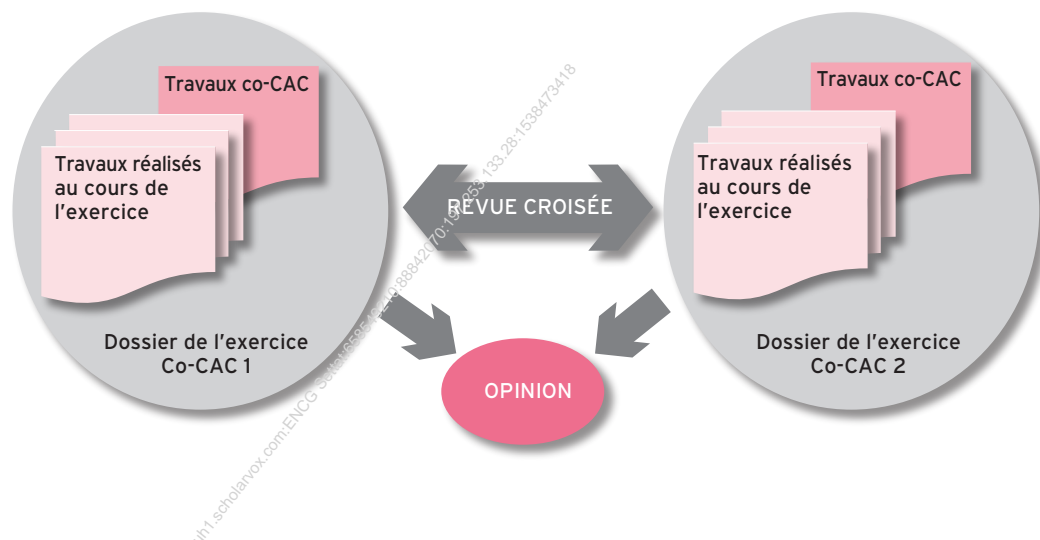 Travaux co-CAC
Travaux réalisés
au cours de
l'exercice
Dossier de l'exercice
Co-CAC 1
REVUE CROISÉE
OPINION
Travaux co-CAC
Travaux réalisés
au cours de
l'exercice
Dossier de l'exercice
Co-CAC 2